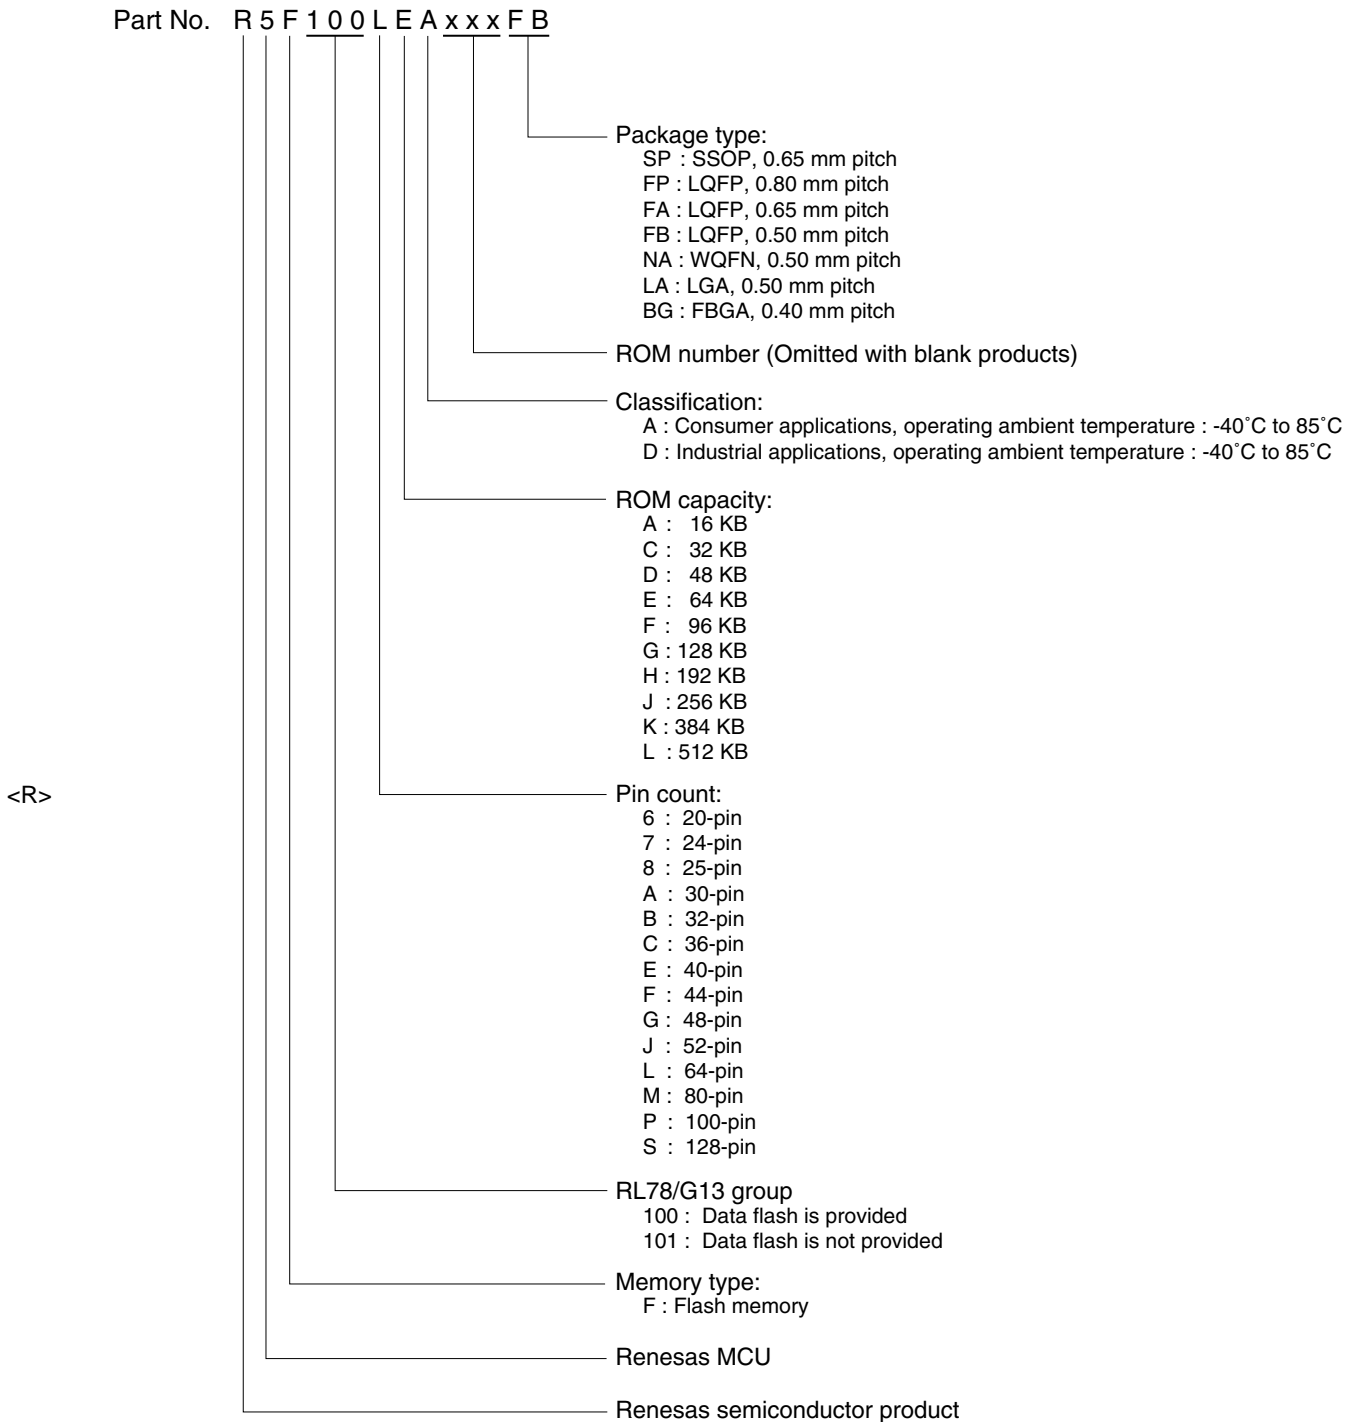 Part No. R 5 F 1 0 0 L E A x x x F B
Package type:
SP : SSOP, 0.65 mm pitch
FP : LQFP, 0.80 mm pitch
FA : LQFP, 0.65 mm pitch
FB : LQFP, 0.50 mm pitch
NA : WQFN, 0.50 mm pitch
LA : LGA, 0.50 mm pitch
BG : FBGA, 0.40 mm pitch
ROM number (Omitted with blank products)
Classification:
A : Consumer applications, operating ambient temperature : -40˚C to 85˚C
D : Industrial applications, operating ambient temperature : -40˚C to 85˚C
ROM capacity:
A : 16 KB
C : 32 KB
D : 48 KB
E : 64 KB
F : 96 KB
G : 128 KB
H : 192 KB
J : 256 KB
K : 384 KB
L : 512 KB
<R> Pin count:
6 : 20-pin
7 : 24-pin
8 : 25-pin
A : 30-pin
B : 32-pin
C : 36-pin
E : 40-pin
F : 44-pin
G : 48-pin
J : 52-pin
L : 64-pin
M : 80-pin
P : 100-pin
S : 128-pin
RL78/G13 group
100 : Data flash is provided
101 : Data flash is not provided
Memory type:
F : Flash memory
Renesas MCU
Renesas semiconductor product